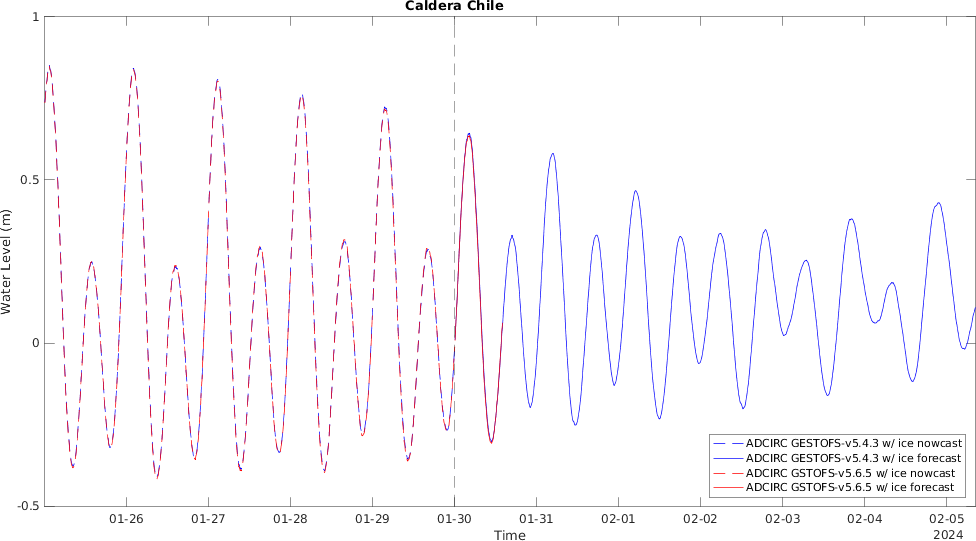 Caldera Chile
1
0.5
0
-0.5
Water Level (m)
ADCIRC GESTOFS-v5.4.3 w/ ice nowcast
ADCIRC GESTOFS-v5.4.3 w/ ice forecast
ADCIRC GSTOFS-v5.6.5 w/ ice nowcast
ADCIRC GSTOFS-v5.6.5 w/ ice forecast
01-26 01-27 01-28 01-29 01-30 01-31 02-01 02-02 02-03 02-04 02-05
Time 2024